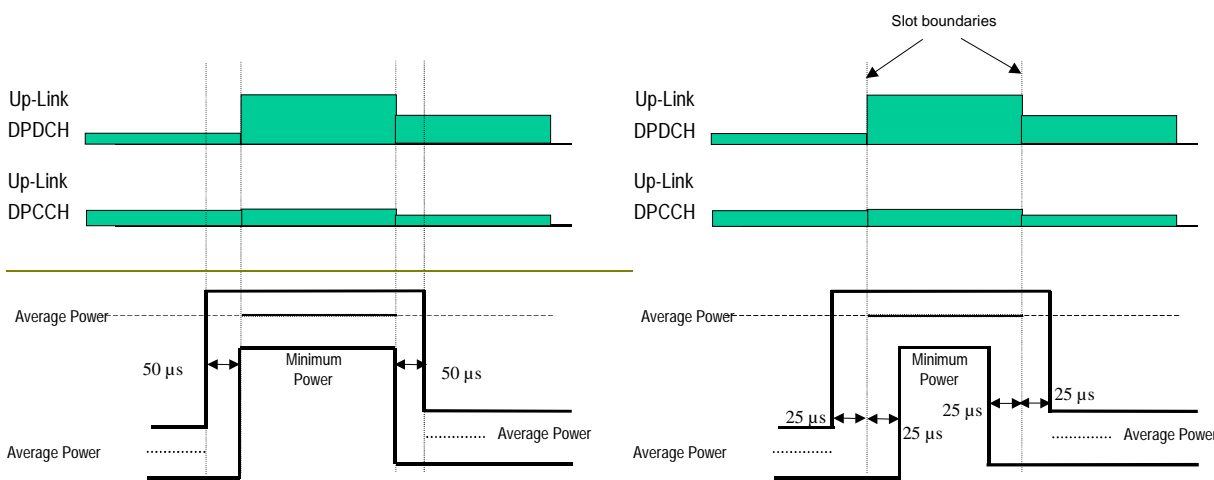 Slot boundaries
Up-Link
DPDCH
Up-Link
DPCCH
Average Power
50 µs
Minimum
Power
50 µs
Average Power
Average Power
Up-Link
DPDCH
Up-Link
DPCCH
Average Power
Minimum
Power
25 µs
25 µs
25 µs
25 µs
Average Power
Average Power